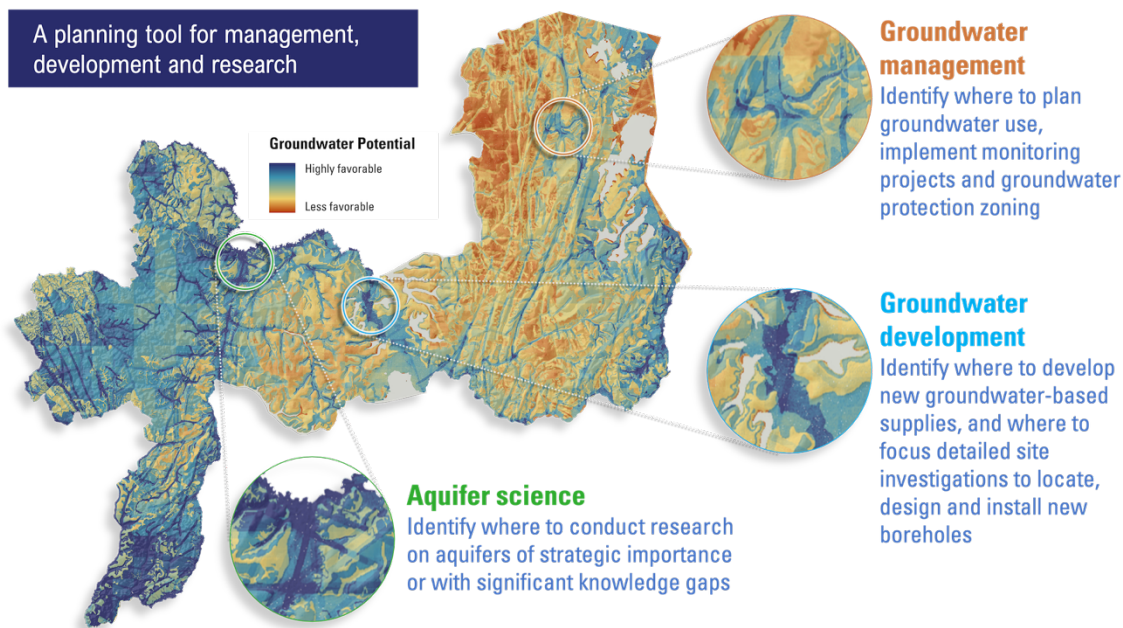 A planning tool for management,
development and research
Groundwater Potential
Highly favorable
Less favorable
Groundwater
management
Identify where to plan
groundwater use,
implement monitoring
projects and groundwater
protection zoning
Groundwater
development
Identify where to develop
new groundwater-based
supplies, and where to
focus detailed site
investigations to locate,
design and install new
boreholes
Aquifer science
Identify where to conduct research
on aquifers of strategic importance
or with significant knowledge gaps